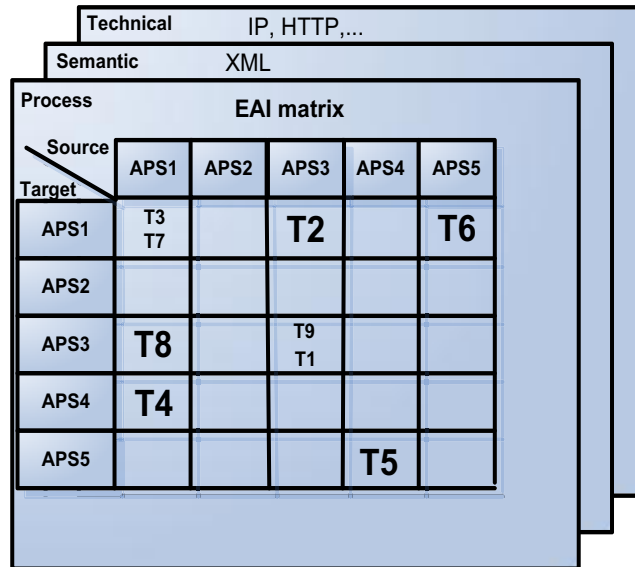 Technical IP, HTTP,...
Semantic XML
Process
EAI matrix
Source
Target
APS1 APS2 APS3 APS4 APS5
APS1 T3 T2 T6
T7
APS2
APS3 T8 T9
T1
APS4 T4
APS5 T5